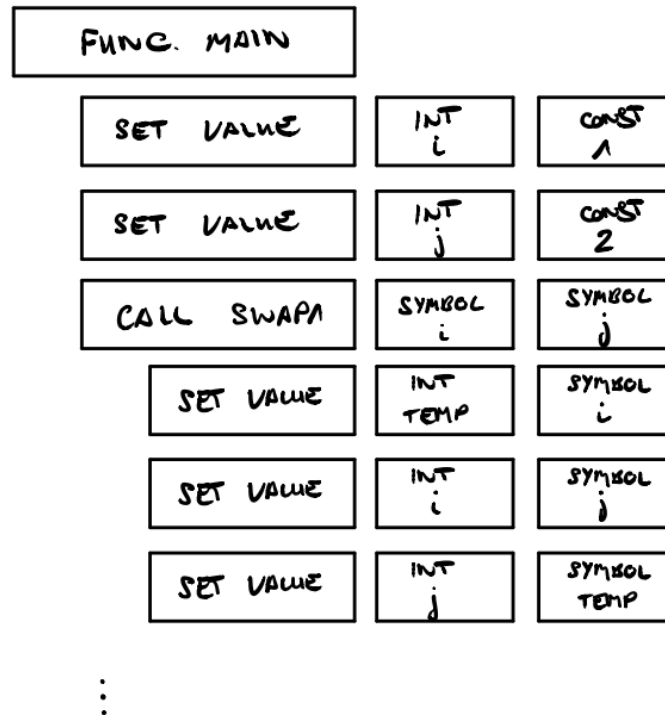 FUNC. MAIN
SET VALUE
INT
i
CONST
1
SET VALUE
INT
j
CONST
2
CALL SWAP1
SYMBOL
i
SYMBOL
j
SET VALUE
INT
TEMP
SYMBOL
i
SET VALUE
INT
i
SYMBOL
j
SET VALUE
INT
j
SYMBOL
TEMP